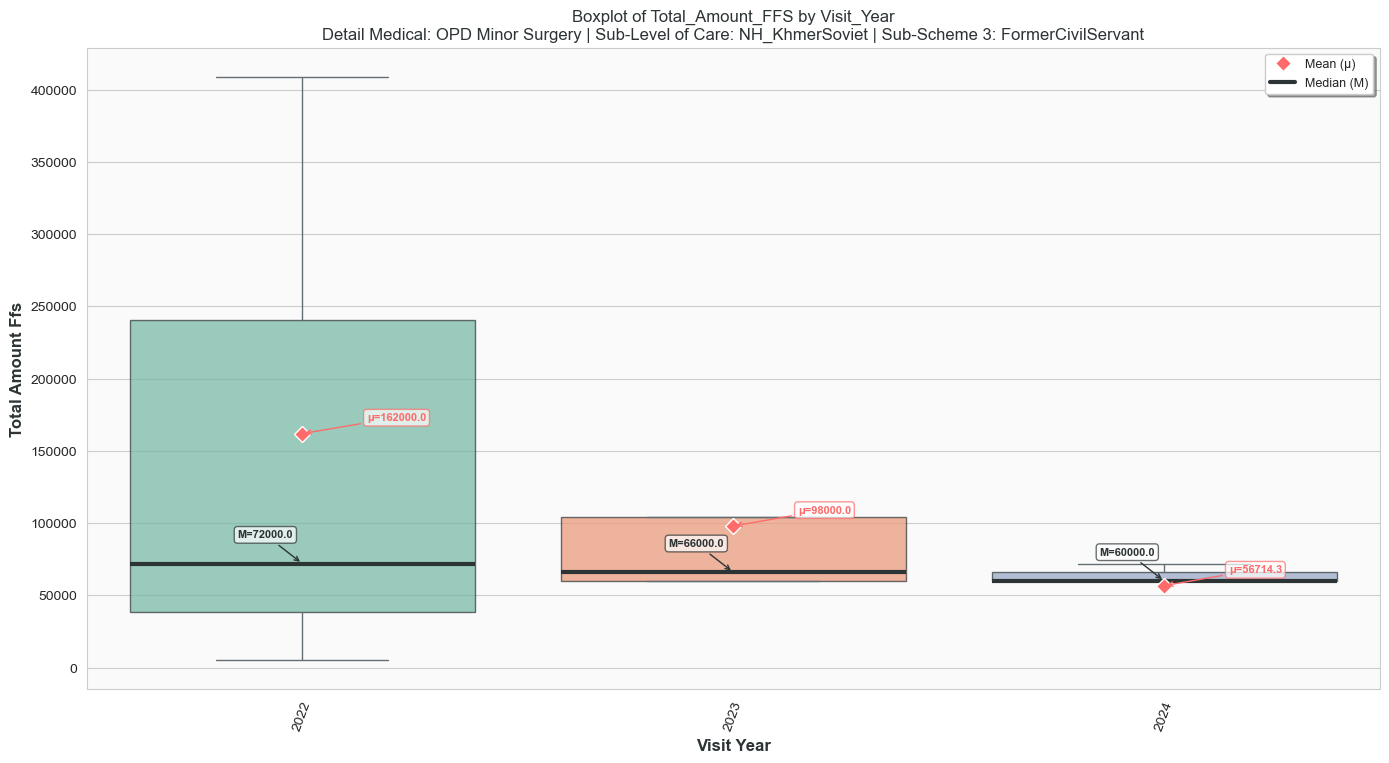 Boxplot of Total_Amount_FFS by Visit_Year
Detail Medical: OPD Minor Surgery | Sub-Level of Care: NH_KhmerSoviet | Sub-Scheme 3: FormerCivilServant
Mean (μ)
Median (M)
Total Amount Ffs
400000
350000
300000
250000
200000
150000
100000
50000
0
μ=162000.0
M=72000.0
μ=98000.0
M=66000.0
M=60000.0
μ=56714.3
2022
2023
2024
Visit Year